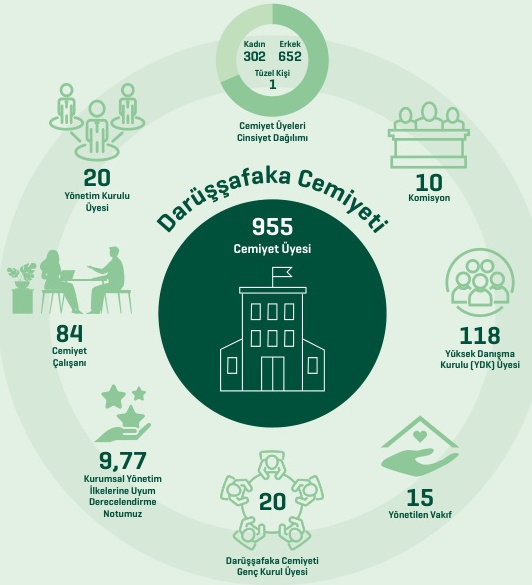 Kadın Erkek
302 652
Tüzel Kişi
1
Cemiyet Üyeleri
Cinsiyet Dağılımı
20
Yönetim Kurulu
Üyesi
10
Komisyon
Darüşşafaka Cemiyeti
955
Cemiyet Üyesi
84
Cemiyet
Çalışanı
118
Yüksek Danışma
Kurulu (YDK) Üyesi
9,77
Kurumsal Yönetim
İlkelerine Uyum
Derecelendirme
Notumuz
15
Yönetilen Vakıf
20
Darüşşafaka Cemiyeti
Genç Kurul Üyesi